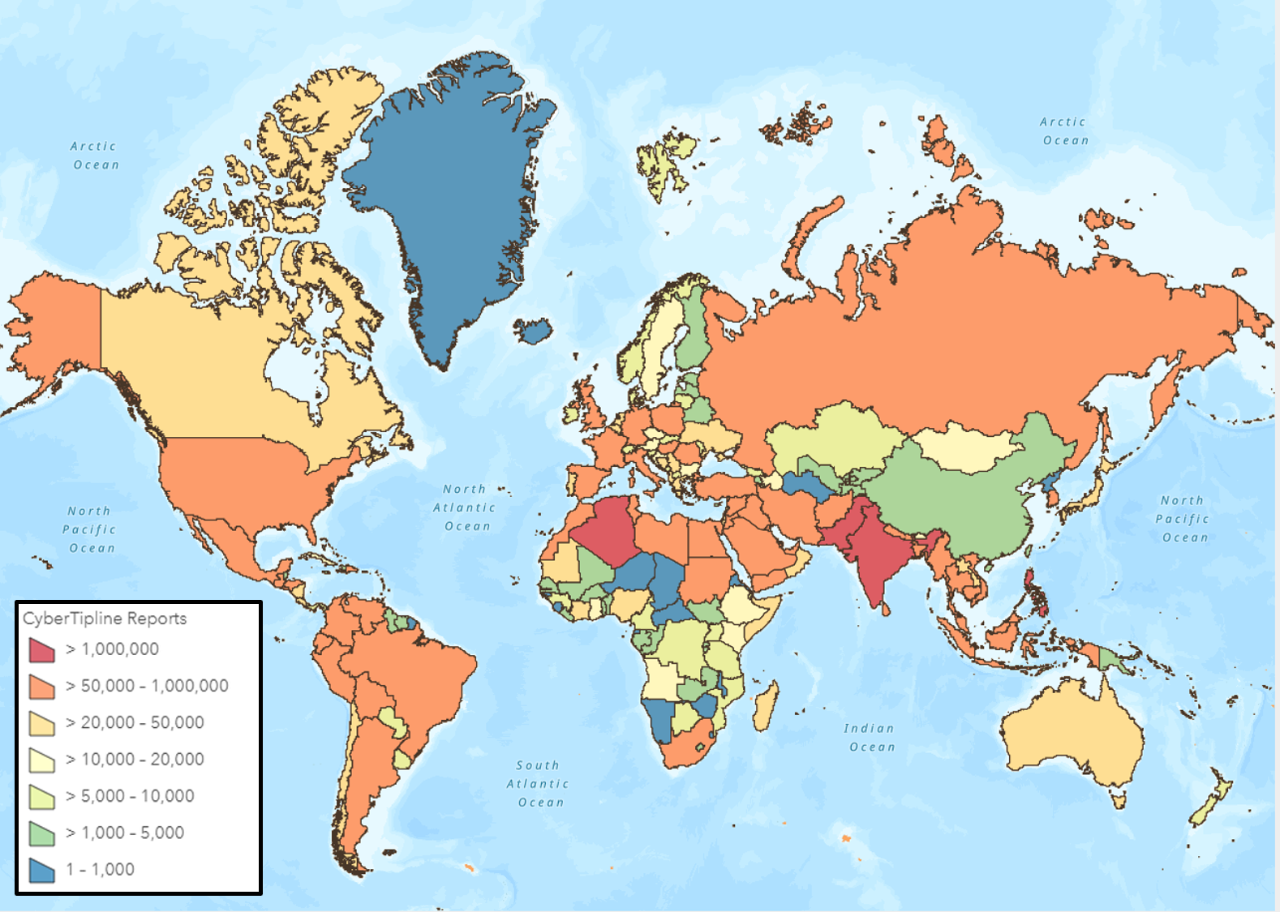 Arctic
Ocean
Arctic
Ocean
North
Pacific
Ocean
North
Atlantic
Ocean
North
Pacific
Ocean
CyberTipline Reports
> 1,000,000
> 50,000 - 1,000,000
> 20,000 - 50,000
> 10,000 - 20,000
> 5,000 - 10,000
> 1,000 - 5,000
1 - 1,000
South
Atlantic
Ocean
Indian
Ocean